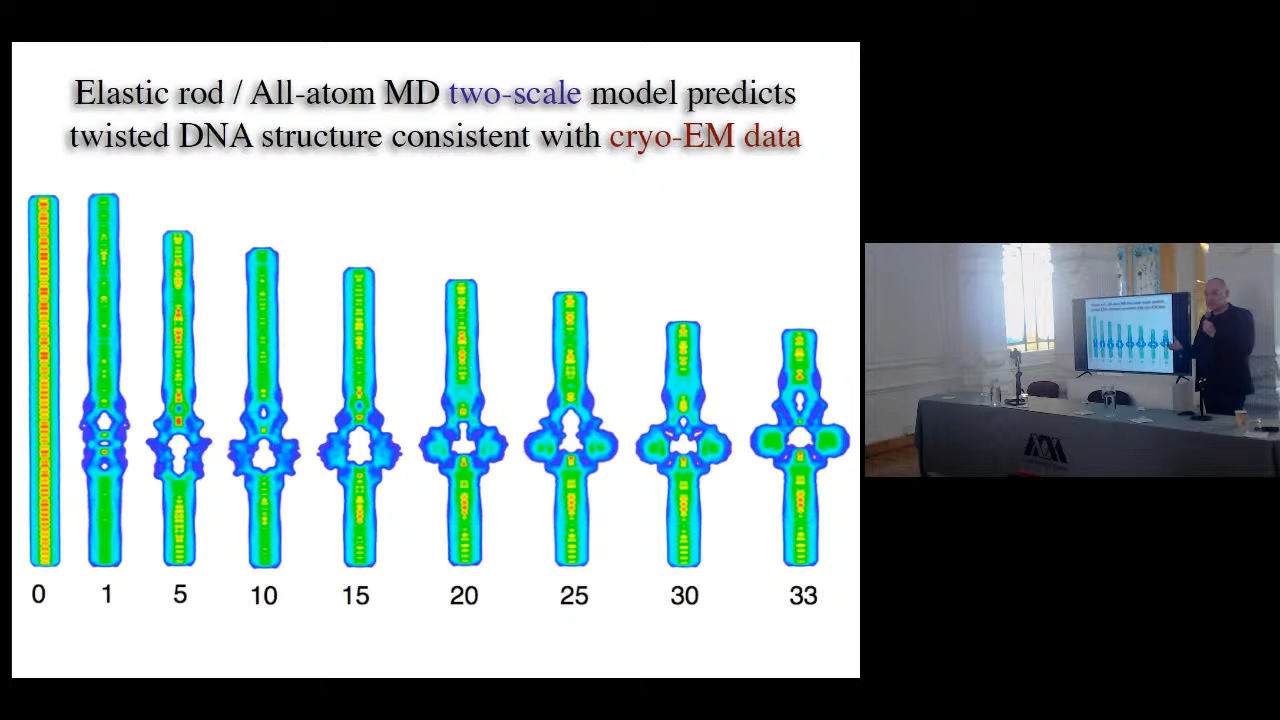 Elastic rod / All-atom MD two-scale model predicts
twisted DNA structure consistent with cryo-EM data
0 1 5 10 15 20 25 30 33